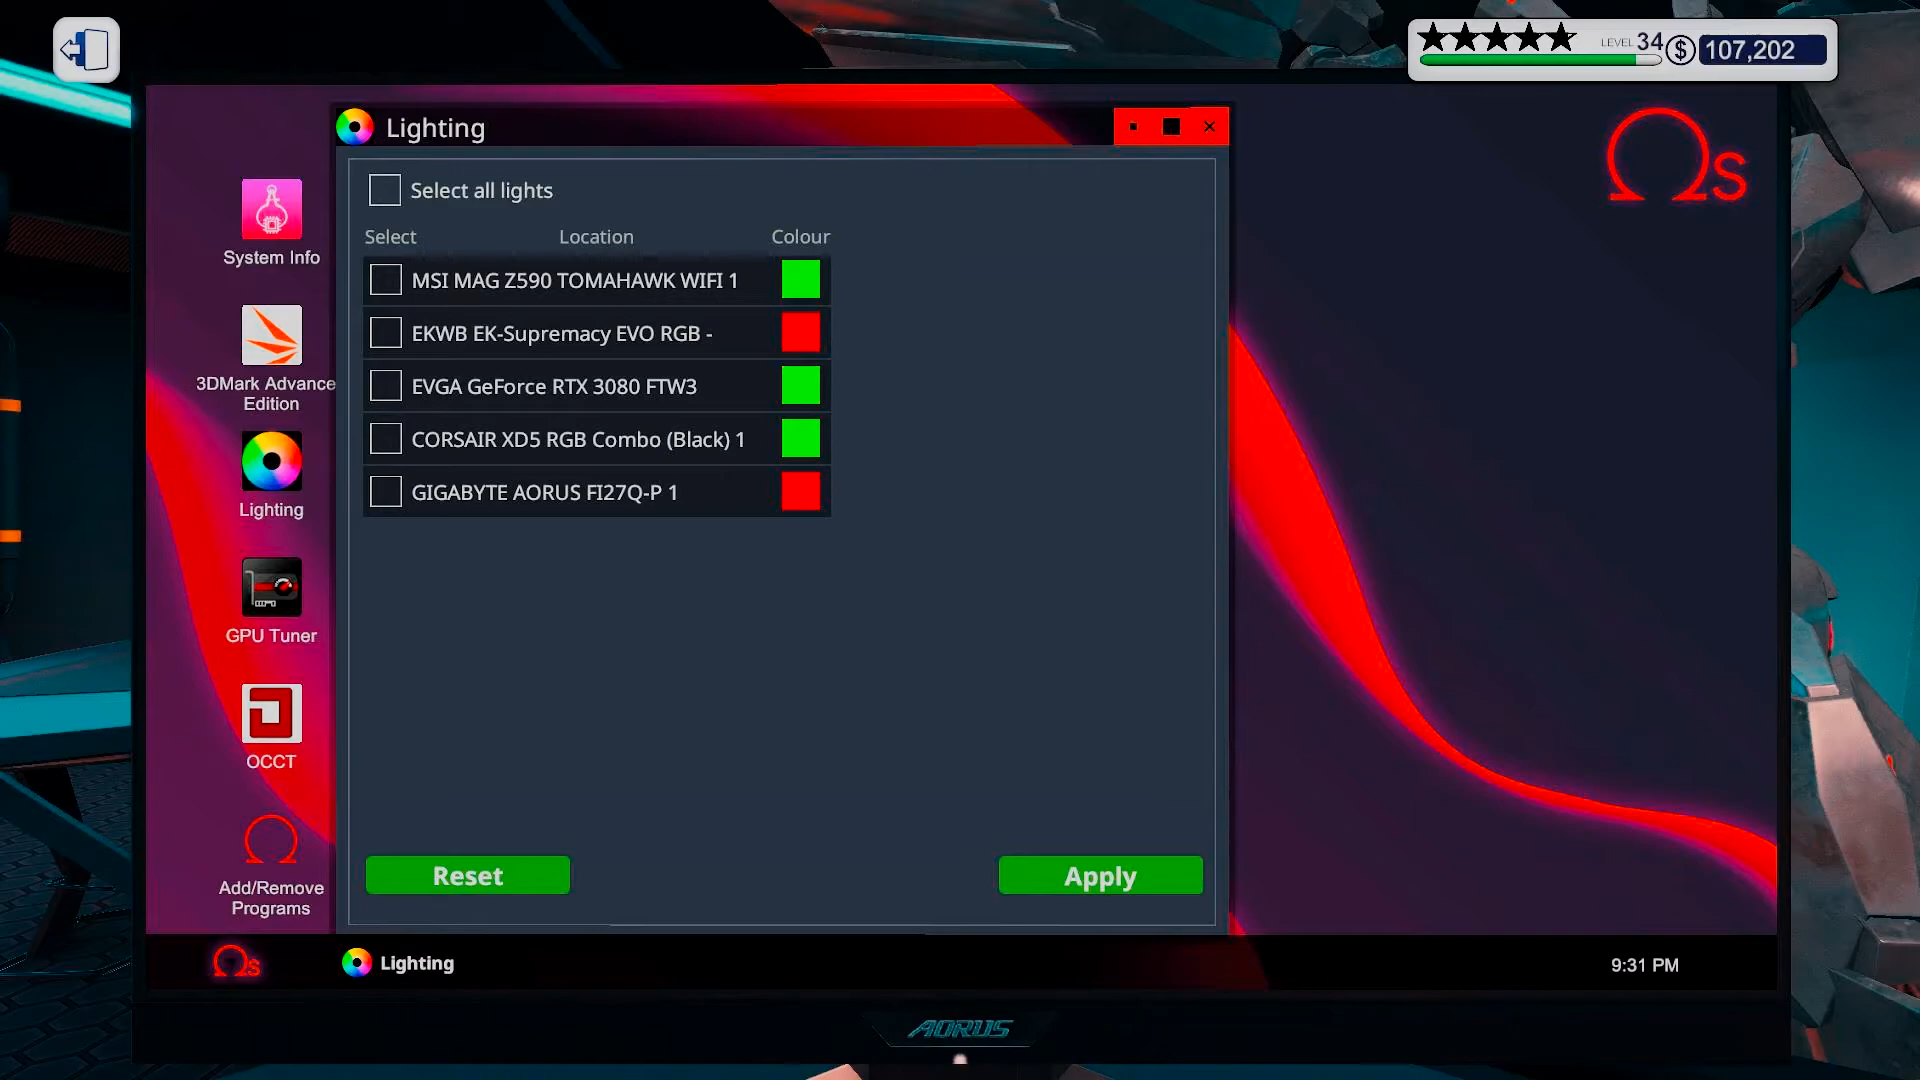 LEVEL 34
$ 107,202
Lighting
Select all lights
Select Location Colour
MSI MAG Z590 TOMAHAWK WIFI 1
EKWB EK-Supremacy EVO RGB -
EVGA GeForce RTX 3080 FTW3
CORSAIR XD5 RGB Combo (Black) 1
GIGABYTE AORUS FI27Q-P 1
Reset
Apply
System Info
3DMark Advance
Edition
Lighting
GPU Tuner
OCCT
Add/Remove
Programs
Ωs
Ωs
Lighting
9:31 PM
AORUS